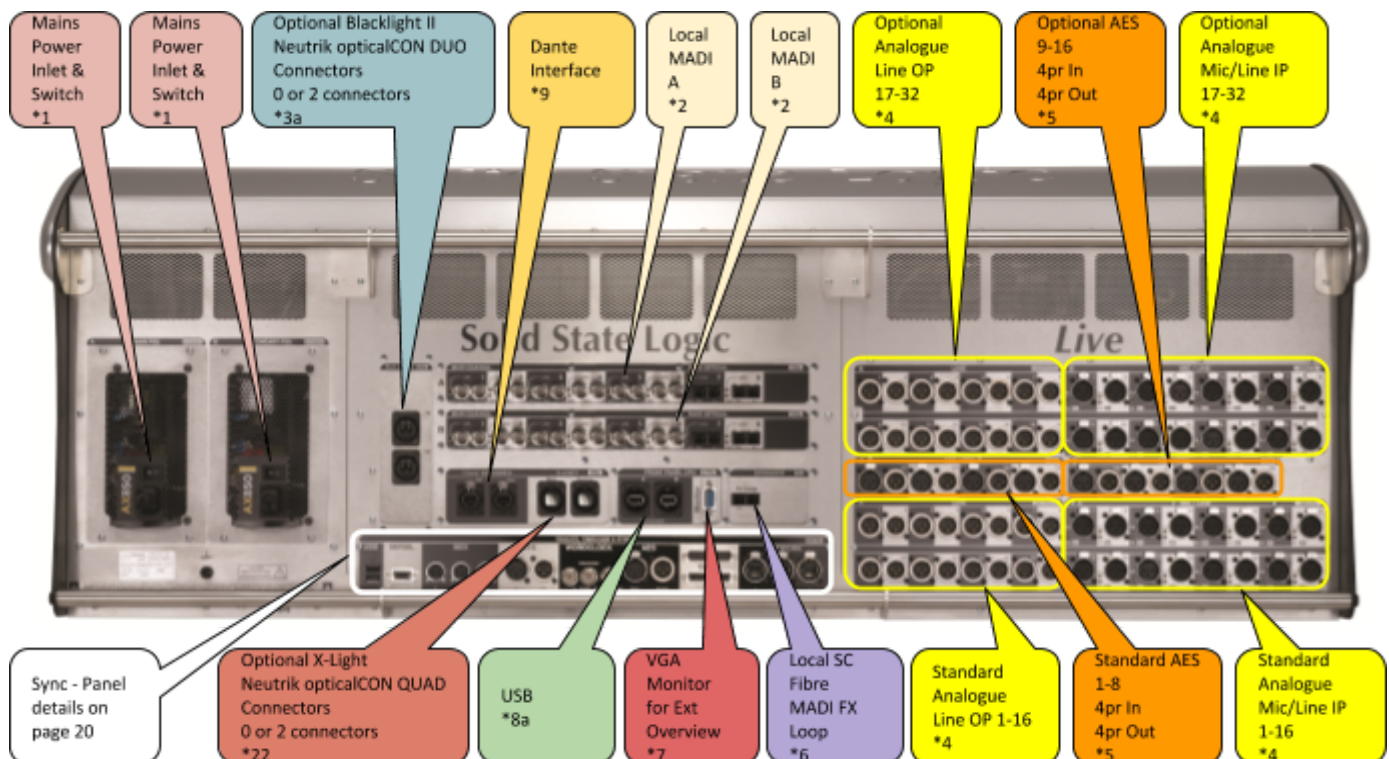 Mains
Power
Inlet &
Switch
*1
Mains
Power
Inlet &
Switch
*1
Optional Blacklight II
Neutrik opticalCON DUO
Connectors
0 or 2 connectors
*3a
Dante
Interface
*9
Local
MADI
A
*2
Local
MADI
B
*2
Optional
Analogue
Line OP
17-32
*4
Optional AES
9-16
4pr In
4pr Out
*5
Optional
Analogue
Mic/Line IP
17-32
*4
Solid State Logic
Live
Sync - Panel
details on
page 20
Optional X-Light
Neutrik opticalCON QUAD
Connectors
0 or 2 connectors
*22
USB
*8a
VGA
Monitor
for Ext
Overview
*7
Local SC
Fibre
MADI FX
Loop
*6
Standard
Analogue
Line OP 1-16
*4
Standard AES
1-8
4pr In
4pr Out
*5
Standard
Analogue
Mic/Line IP
1-16
*4